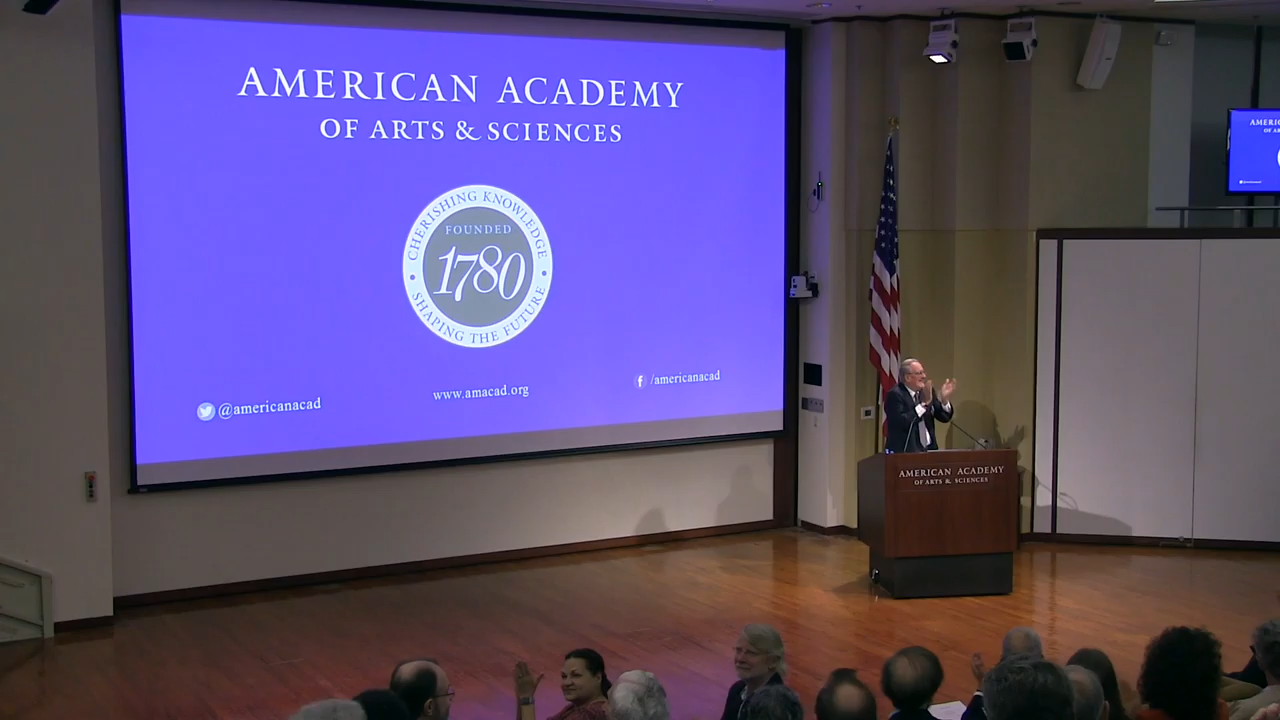 AMERICAN ACADEMY
OF ARTS & SCIENCES
CHERISHING KNOWLEDGE
FOUNDED
1780
SHAPING THE FUTURE
@americanacad
www.amacad.org
f /americanacad
AMERICAN ACADEMY
OF ARTS & SCIENCES